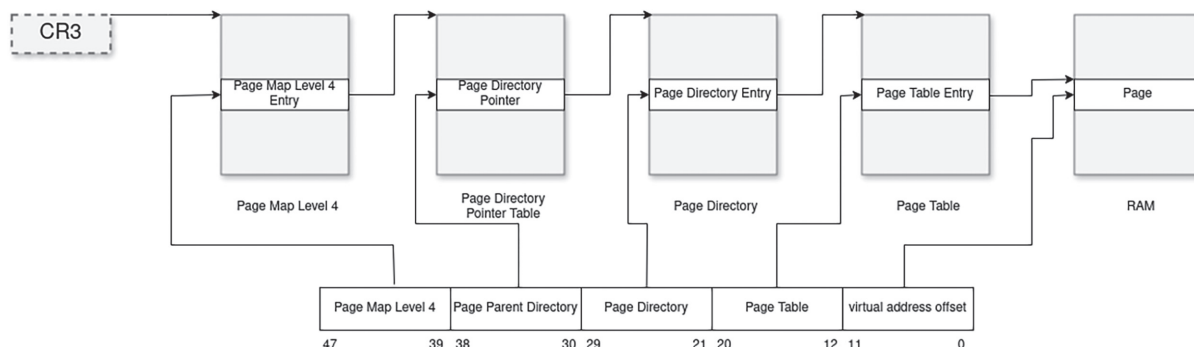 CR3
Page Map Level 4
Entry
Page Directory
Pointer
Page Directory Entry
Page Table Entry
Page
Page Map Level 4
Page Directory
Pointer Table
Page Directory
Page Table
RAM
Page Map Level 4
Page Parent Directory
Page Directory
Page Table
virtual address offset
47 39 38 30 29 21 20 12 11 0